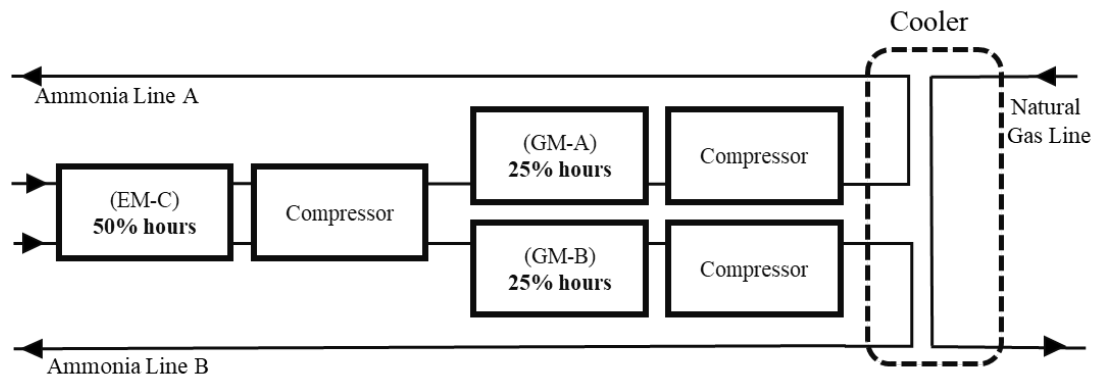 Cooler
Ammonia Line A
Natural
Gas Line
(GM-A)
25% hours
Compressor
(EM-C)
50% hours
Compressor
(GM-B)
25% hours
Compressor
Ammonia Line B